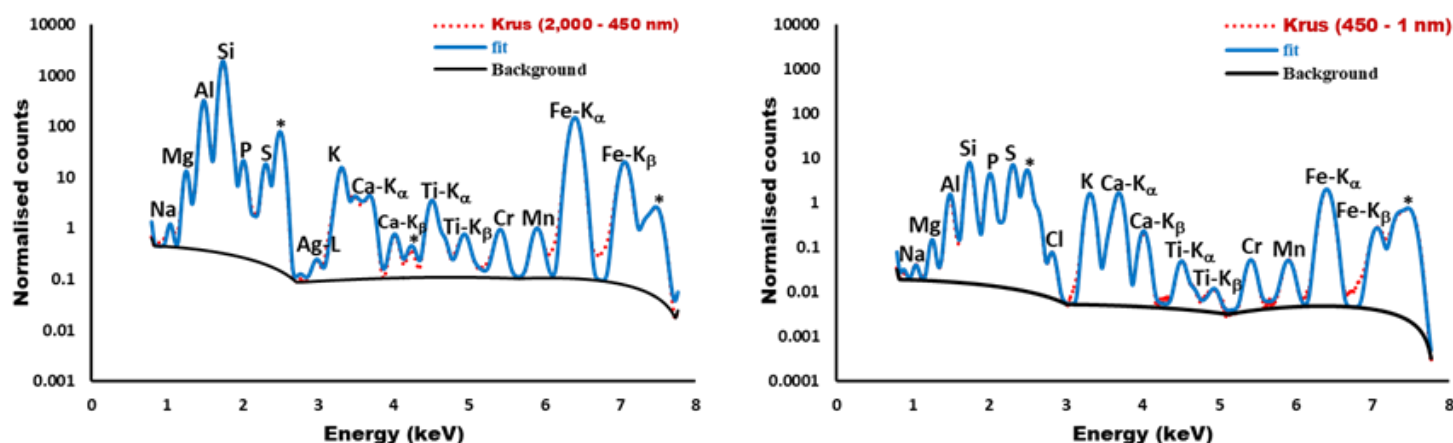 Krus (2,000 - 450 nm)
fit
Background
Normalised counts
10000
1000
100
10
1
0.1
0.01
0.001
Na
Mg
Al
Si
P
S
*
Ag-L
K
Ca-Kα
Ca-Kβ
*
Ti-Kα
Ti-Kβ
Cr
Mn
Fe-Kα
Fe-Kβ
*
0 1 2 3 4 5 6 7 8
Energy (keV)
Krus (450 - 1 nm)
fit
Background
Normalised counts
10000
1000
100
10
1
0.1
0.01
0.001
0.0001
Na
Mg
Al
Si
P
S
*
Cl
K
Ca-Kα
Ca-Kβ
Ti-Kα
Ti-Kβ
Cr
Mn
Fe-Kα
Fe-Kβ
*
0 1 2 3 4 5 6 7 8
Energy (keV)